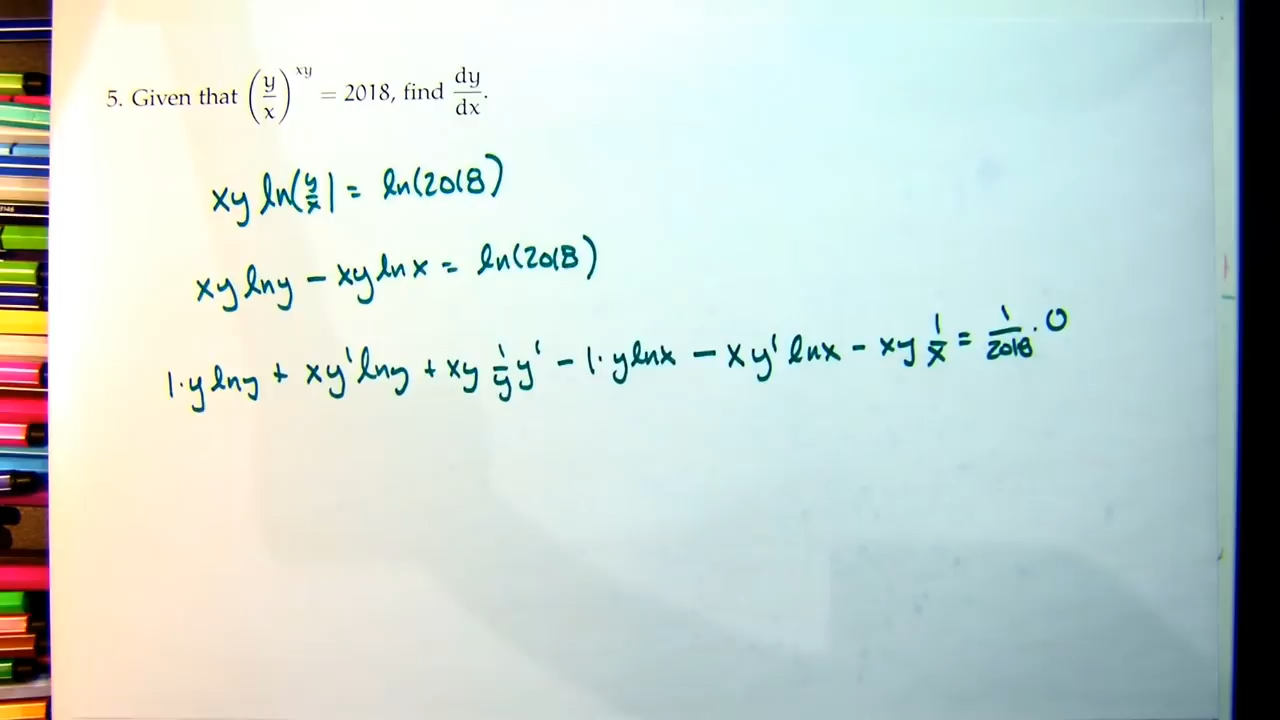 5. Given that (y/x)^xy = 2018, find dy/dx.
xy ln(y/x) = ln(2018)
xy lny − xy lnx = ln(2018)
1·y lny + xy' lny + xy 1/y y' − 1·y lnx − xy' lnx − xy 1/x = 1/2018 · 0